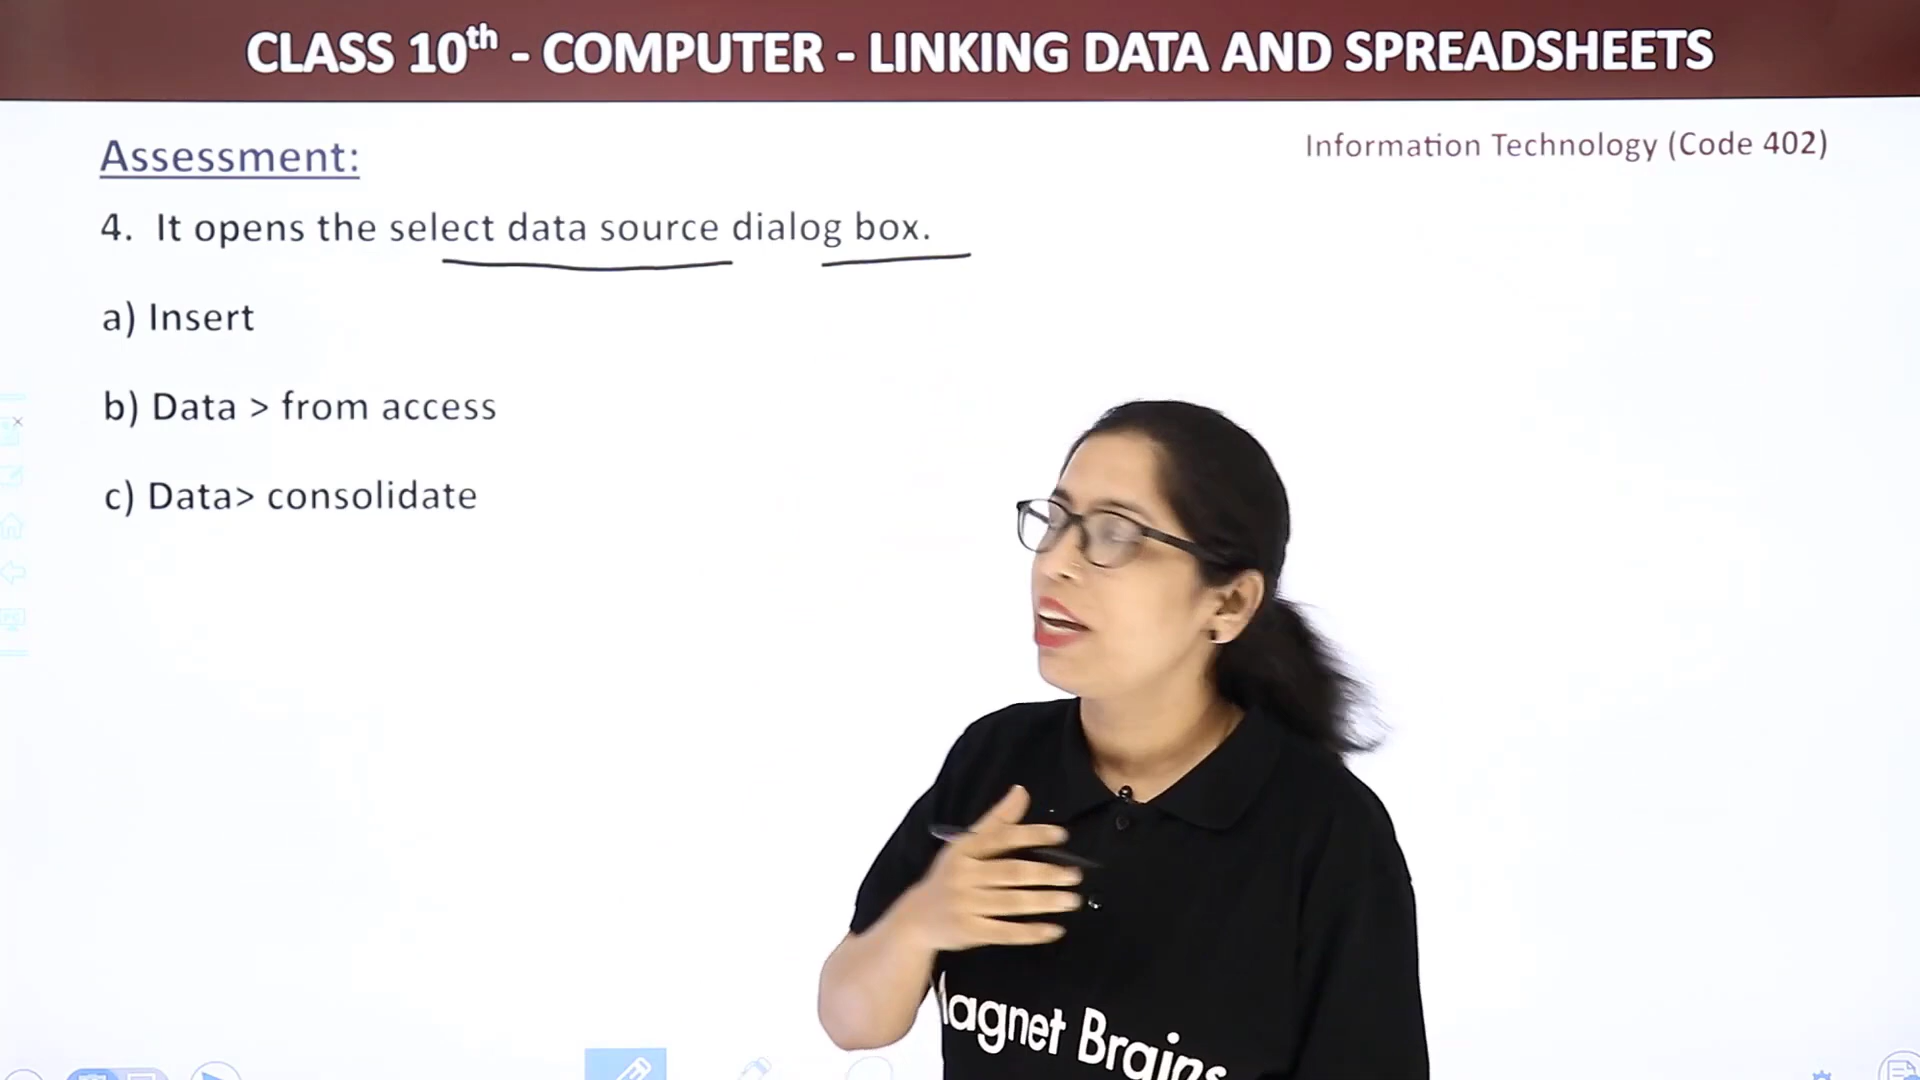 CLASS 10th - COMPUTER - LINKING DATA AND SPREADSHEETS
Information Technology (Code 402)
Assessment:
4. It opens the select data source dialog box.
a) Insert
b) Data > from access
c) Data> consolidate
agnet Brains